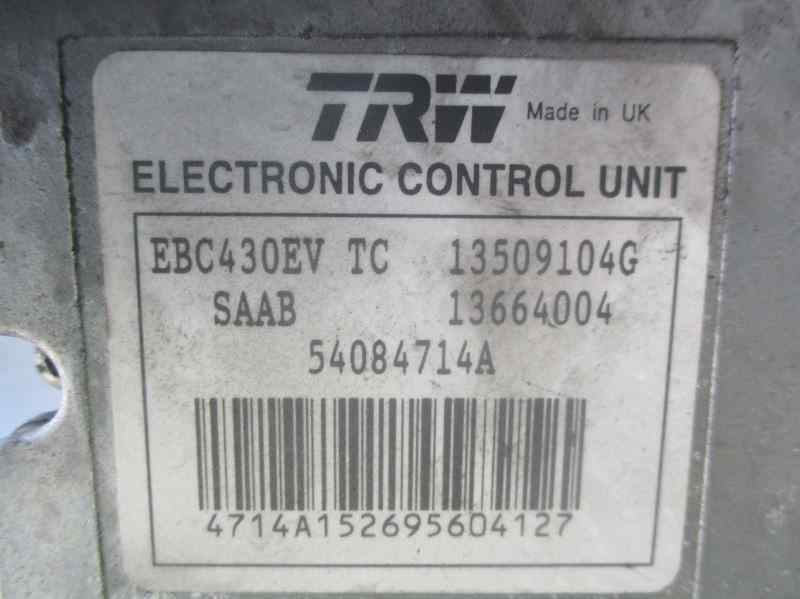 TRW Made in UK
ELECTRONIC CONTROL UNIT
EBC430EV TC 13509104G
SAAB 13664004
54084714A
4714A152695604127